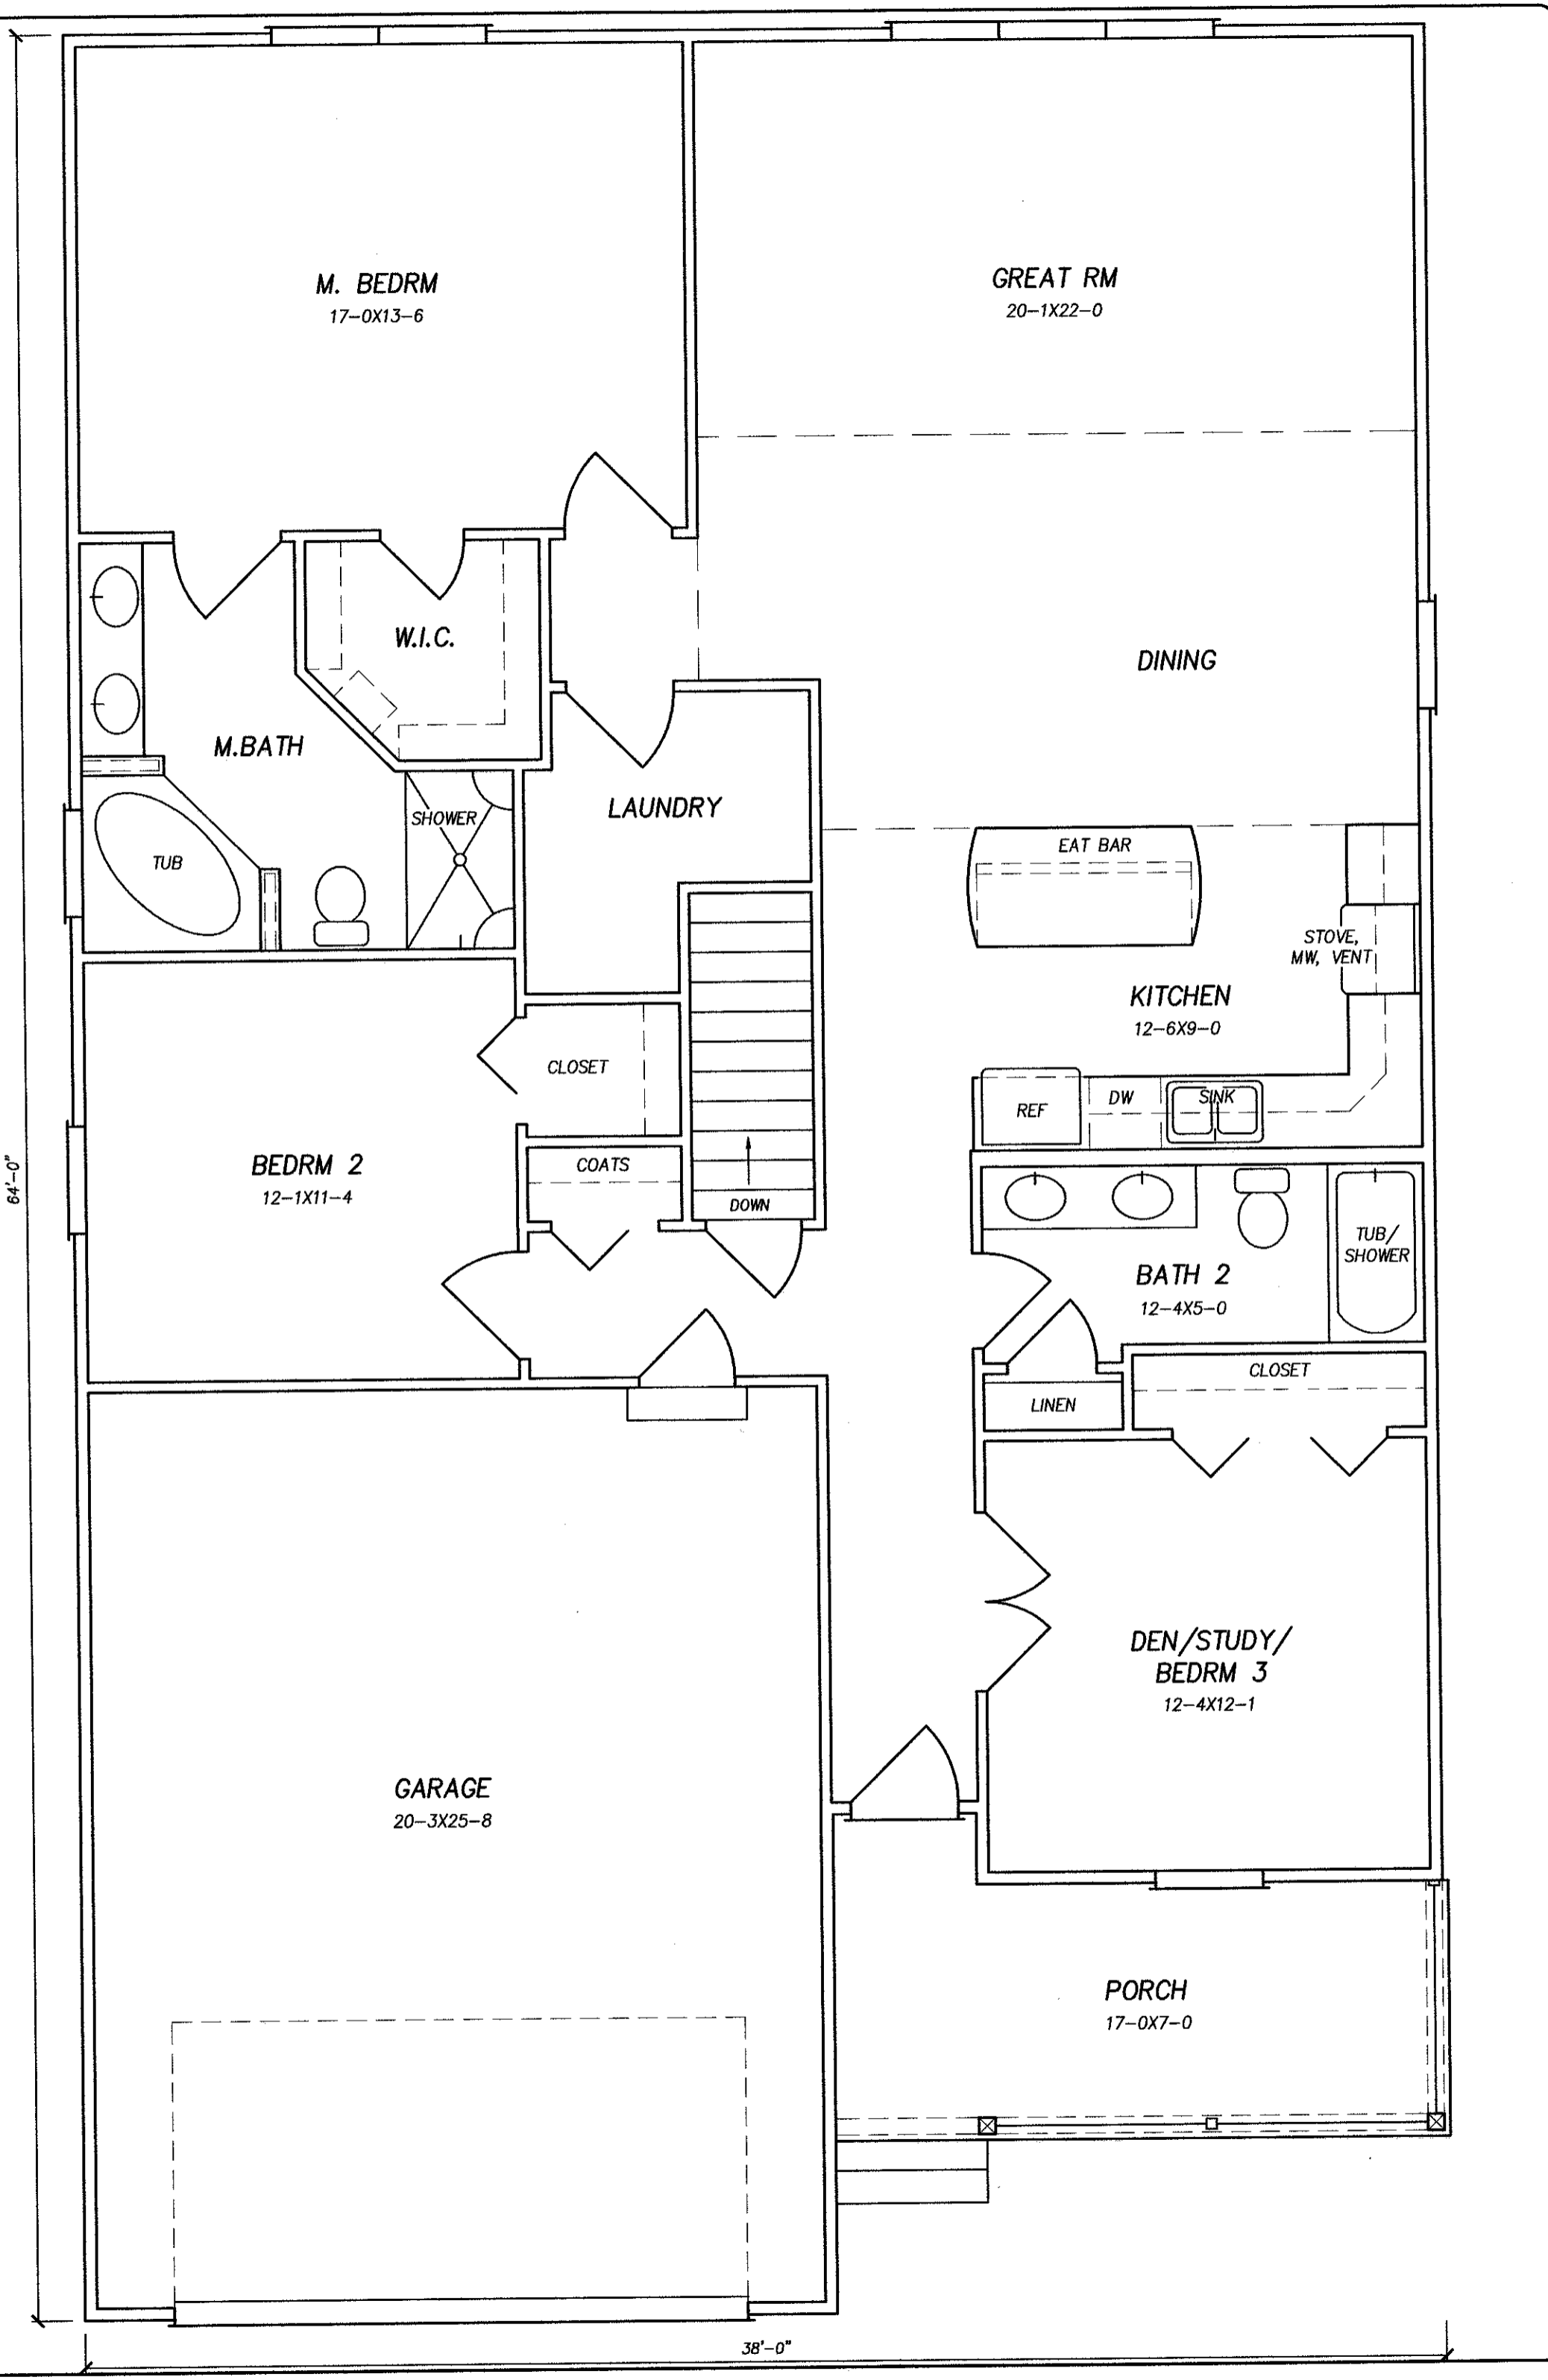 M. BEDRM
17-0X13-6
GREAT RM
20-1X22-0
W.I.C.
DINING
M.BATH
LAUNDRY
SHOWER
TUB
EAT BAR
STOVE,
MW, VENT
KITCHEN
12-6X9-0
CLOSET
REF
DW
SINK
BEDRM 2
12-1X11-4
COATS
DOWN
TUB/
SHOWER
BATH 2
12-4X5-0
CLOSET
LINEN
64'-0"
DEN/STUDY/
BEDRM 3
12-4X12-1
GARAGE
20-3X25-8
PORCH
17-0X7-0
38'-0"